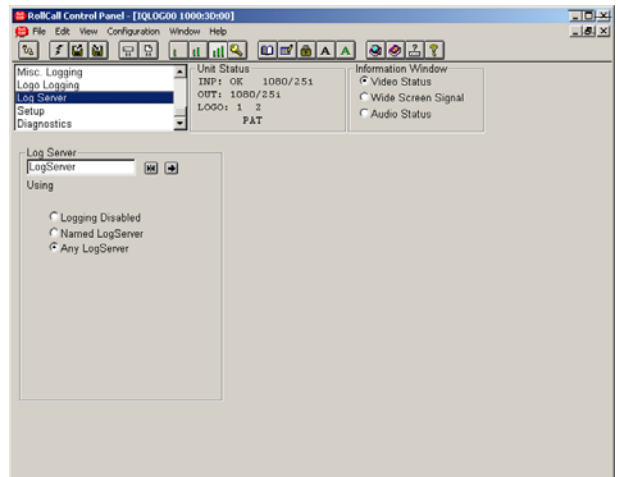 RollCall Control Panel - [IQLOG00 1000:3D:00]
File Edit View Configuration Window Help
Misc. Logging
Logo Logging
Log Server
Setup
Diagnostics
Unit Status
INP: OK 1080/25i
OUT: 1080/25i
LOGO: 1 2
PAT
Information Window
Video Status
Wide Screen Signal
Audio Status
Log Server
LogServer
Using
Logging Disabled
Named LogServer
Any LogServer